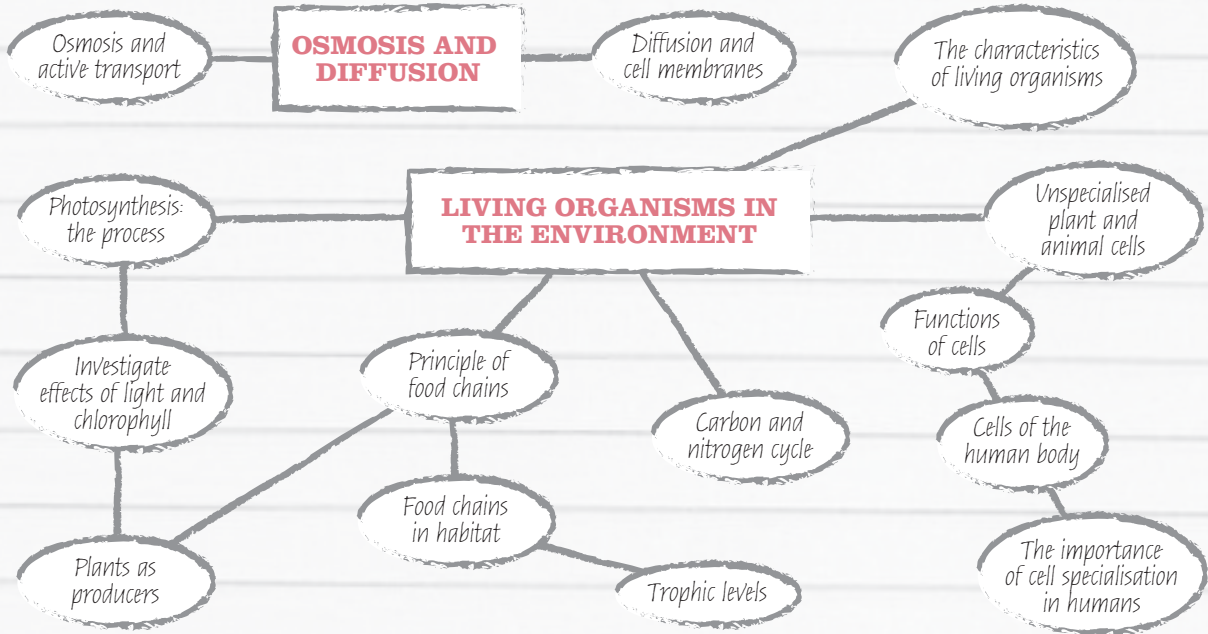 Osmosis and
active transport
OSMOSIS AND
DIFFUSION
Diffusion and
cell membranes
The characteristics
of living organisms
Photosynthesis:
the process
LIVING ORGANISMS IN
THE ENVIRONMENT
Unspecialised
plant and
animal cells
Functions
of cells
Investigate
effects of light and
chlorophyll
Principle of
food chains
Carbon and
nitrogen cycle
Cells of the
human body
Food chains
in habitat
Plants as
producers
Trophic levels
The importance
of cell specialisation
in humans